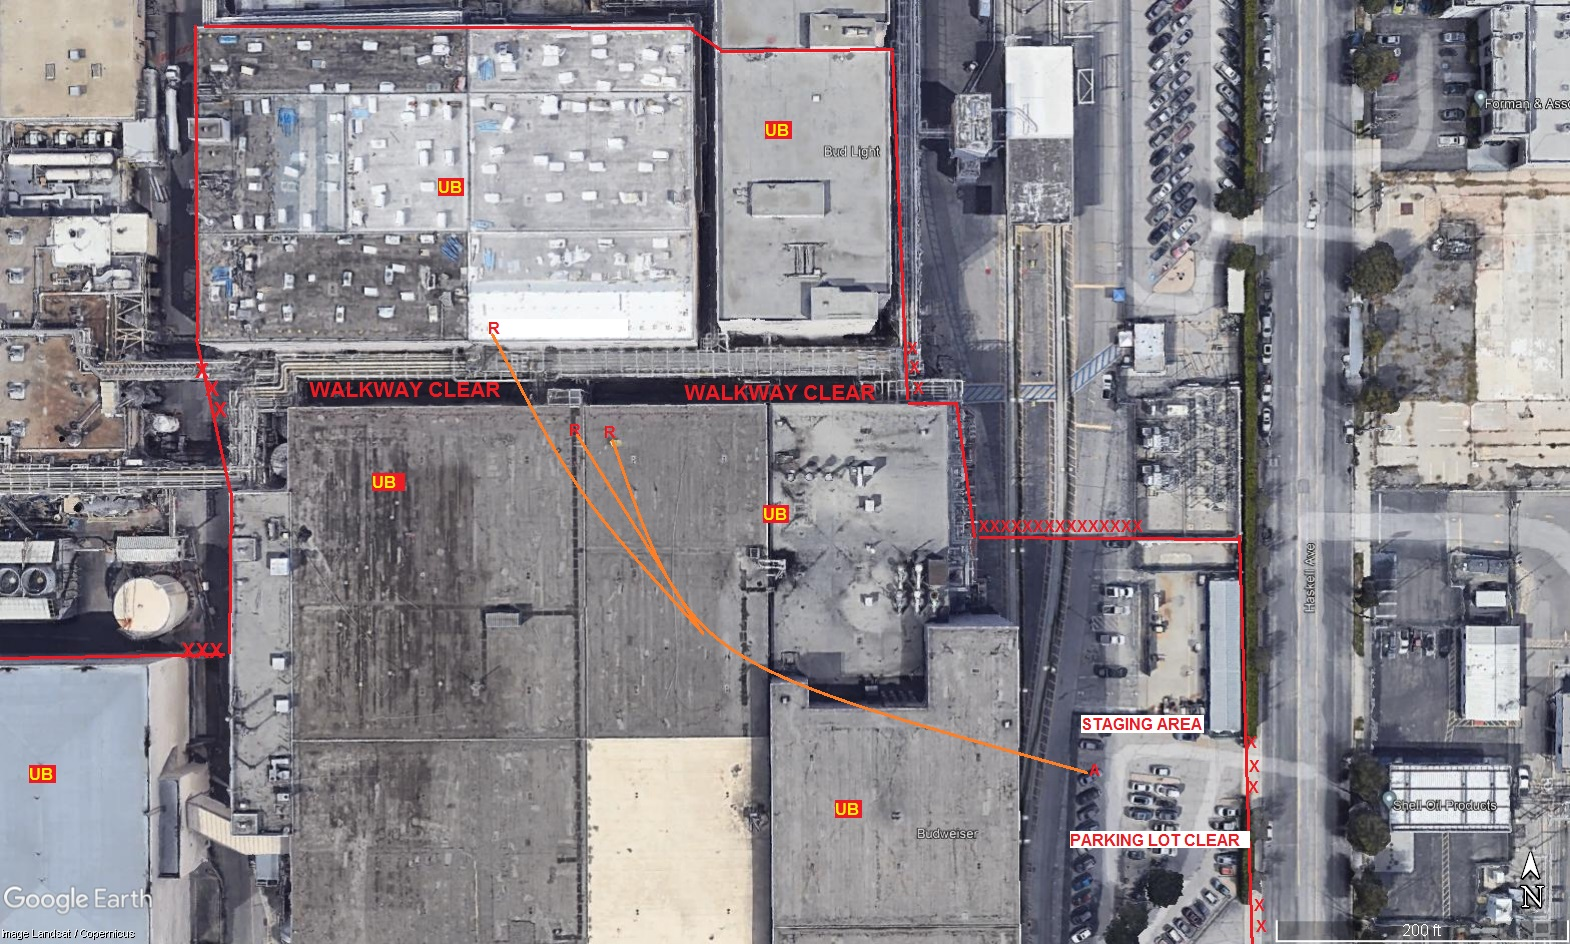 UB
Bud Light
Forman & Asso
UB
R
X
X
X
X
X
X
WALKWAY CLEAR
WALKWAY CLEAR
R
R
UB
UB
XXXXXXXXXXXXXXX
Haskell Ave
XXX
STAGING AREA
X
X
X
A
UB
UB
Shell Oil Products
Budweiser
PARKING LOT CLEAR
Google Earth
X
X
N
200 ft
Image Landsat / Copernicus